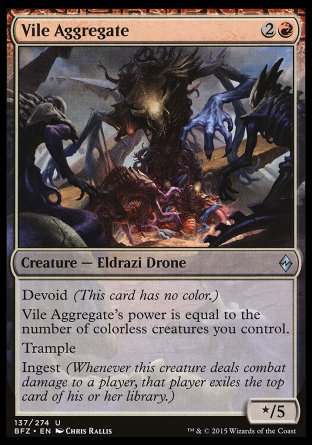 Vile Aggregate 2
Creature — Eldrazi Drone
Devoid (This card has no color.)
Vile Aggregate's power is equal to the
number of colorless creatures you control.
Trample
Ingest (Whenever this creature deals combat
damage to a player, that player exiles the top
card of his or her library.)
*/5
137/274 U
BFZ • EN CHRIS RALLIS
™ & © 2015 Wizards of the Coast